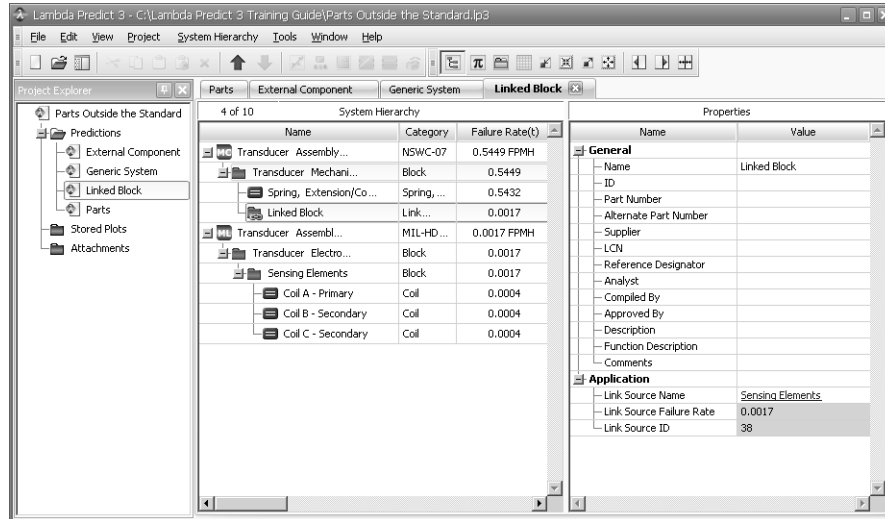 Lambda Predict 3 - C:\Lambda Predict 3 Training Guide\Parts Outside the Standard.lp3
File Edit View Project System Hierarchy Tools Window Help
Project Explorer
Parts Outside the Standard
Predictions
External Component
Generic System
Linked Block
Parts
Stored Plots
Attachments
Parts External Component Generic System Linked Block
4 of 10 System Hierarchy
Name Category Failure Rate(t)
MC Transducer Assembly... NSWC-07 0.5449 FPMH
Transducer Mechani... Block 0.5449
Spring, Extension/Co... Spring, ... 0.5432
Linked Block Link... 0.0017
ML Transducer Assembl... MIL-HD... 0.0017 FPMH
Transducer Electro... Block 0.0017
Sensing Elements Block 0.0017
Coil A - Primary Coil 0.0004
Coil B - Secondary Coil 0.0004
Coil C - Secondary Coil 0.0004
Properties
Name Value
General
Name Linked Block
ID
Part Number
Alternate Part Number
Supplier
LCN
Reference Designator
Analyst
Compiled By
Approved By
Description
Function Description
Comments
Application
Link Source Name Sensing Elements
Link Source Failure Rate 0.0017
Link Source ID 38